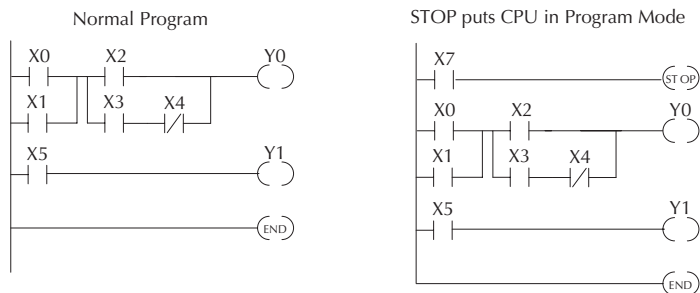 Normal Program
X0 X2 Y0
X1 X3 X4
X5 Y1
END
STOP puts CPU in Program Mode
X7
STOP
X0 X2 Y0
X1 X3 X4
X5 Y1
END